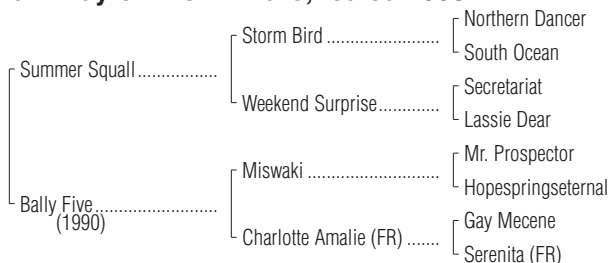 Northern Dancer
Storm Bird ........................
South Ocean
Summer Squall .................
Secretariat
Weekend Surprise .............
Lassie Dear
Mr. Prospector
Miswaki ............................
Hopespringseternal
Bally Five ..........................
(1990)
Gay Mecene
Charlotte Amalie (FR) .......
Serenita (FR)